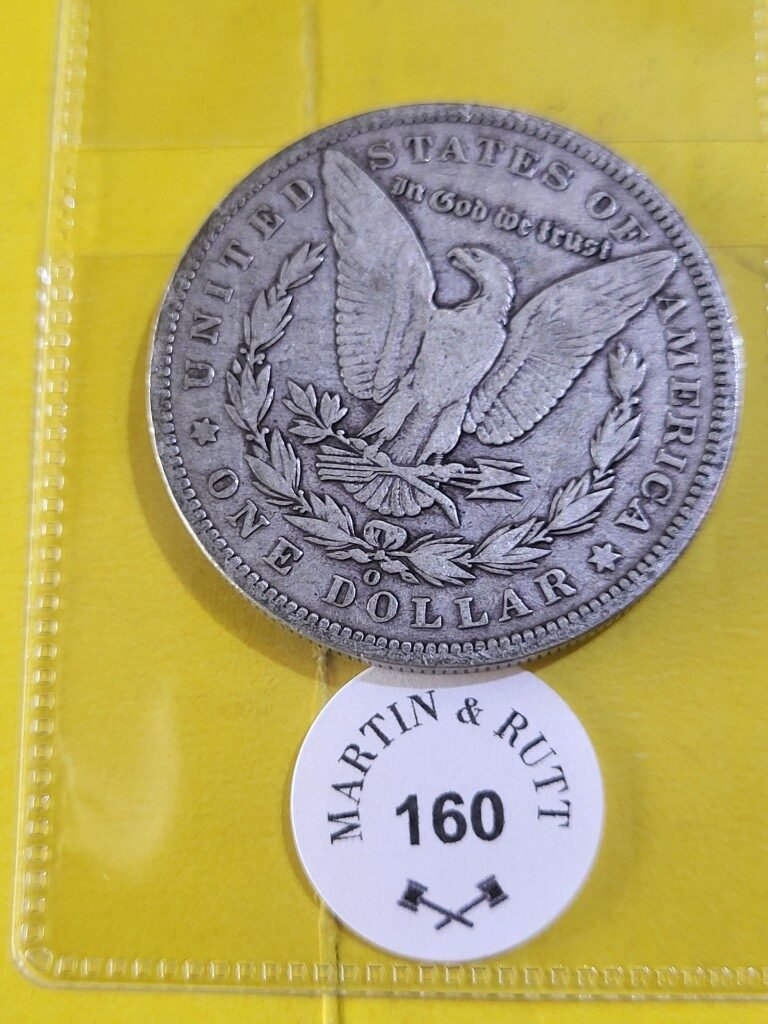 UNITED STATES OF AMERICA
In God we trust
ONE DOLLAR
O
MARTIN & RUTT
160